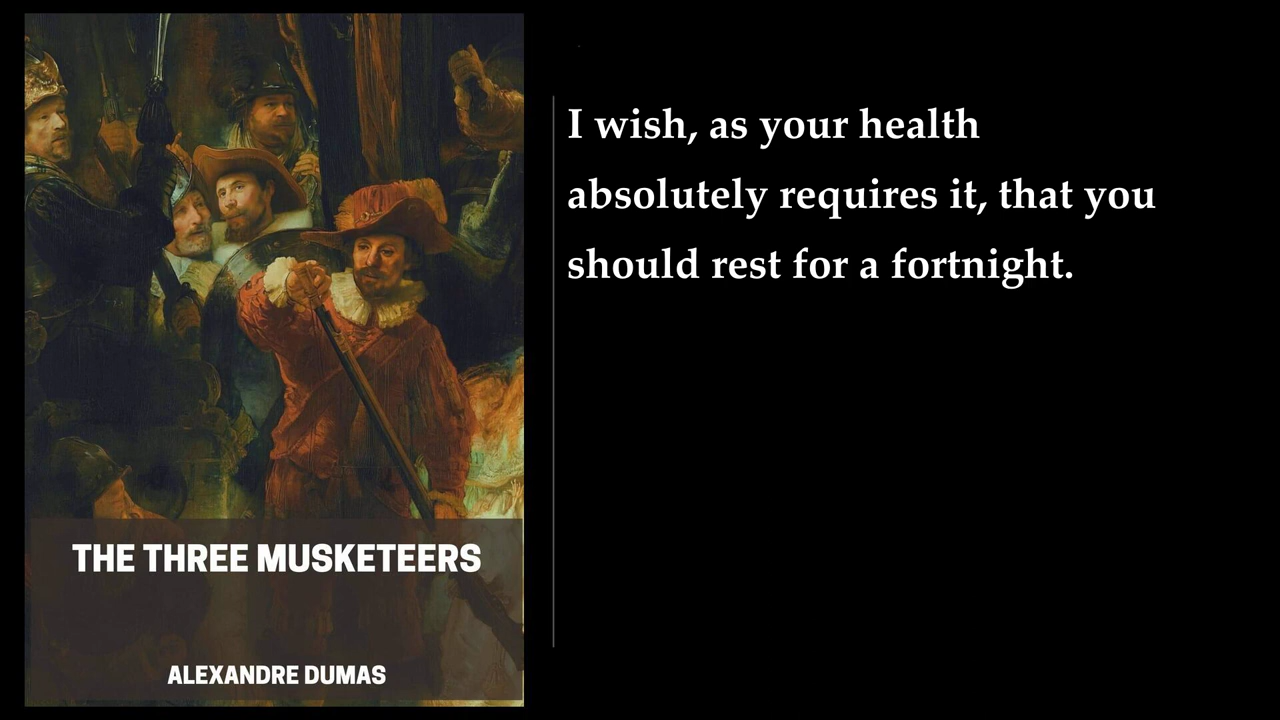 I wish, as your health
absolutely requires it, that you
should rest for a fortnight.
THE THREE MUSKETEERS
ALEXANDRE DUMAS